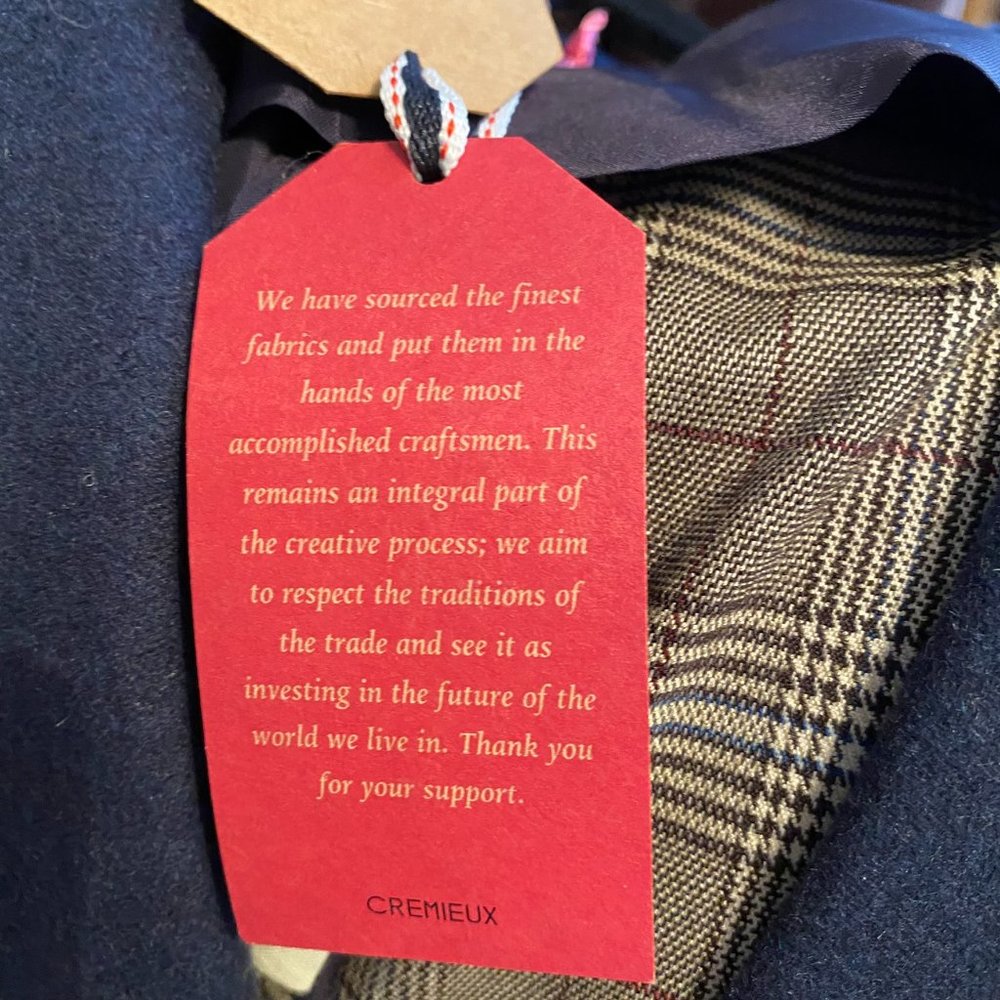 We have sourced the finest
fabrics and put them in the
hands of the most
accomplished craftsmen. This
remains an integral part of
the creative process; we aim
to respect the traditions of
the trade and see it as
investing in the future of the
world we live in. Thank you
for your support.
CREMIEUX